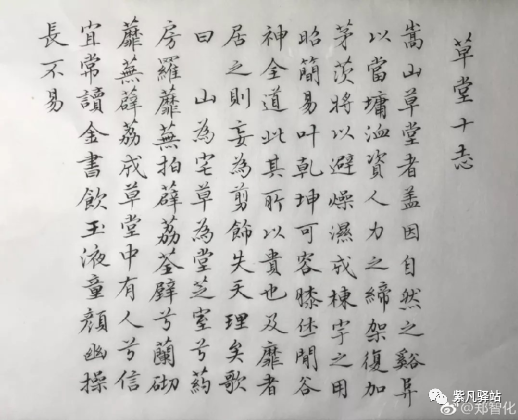 草堂十志
嵩山草堂者盖因自然之谿阜
以當墉洫資人力之締架復加
茅茨將以避燥濕成棟宇之用
昭簡易叶乾坤可容膝休閒谷
神全道此其所以貴也及靡者
居之則妄為剪飾失天理矣歌
曰 山為宅草為堂芝室兮葯
房羅蘼蕪拍薜荔荃壁兮蘭砌
蘼蕪薜荔成草堂中有人兮信
宜常讀金書飲玉液童顏幽操
長不易
紫凡驿站
@郑智化